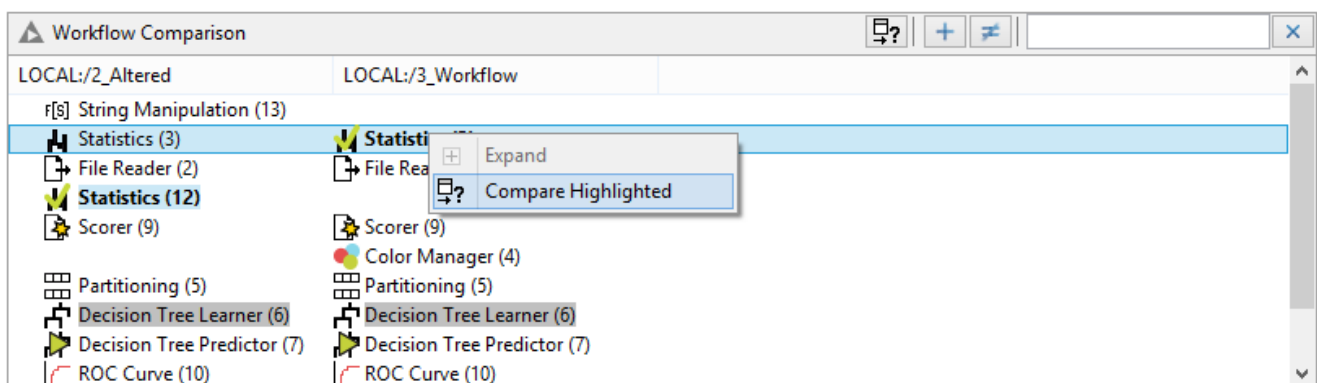 Workflow Comparison
LOCAL:/2_Altered LOCAL:/3_Workflow
r[s] String Manipulation (13)
Statistics (3) Statisti
Expand
File Reader (2) File Rea
Compare Highlighted
Statistics (12)
Scorer (9) Scorer (9)
Color Manager (4)
Partitioning (5) Partitioning (5)
Decision Tree Learner (6) Decision Tree Learner (6)
Decision Tree Predictor (7) Decision Tree Predictor (7)
ROC Curve (10) ROC Curve (10)